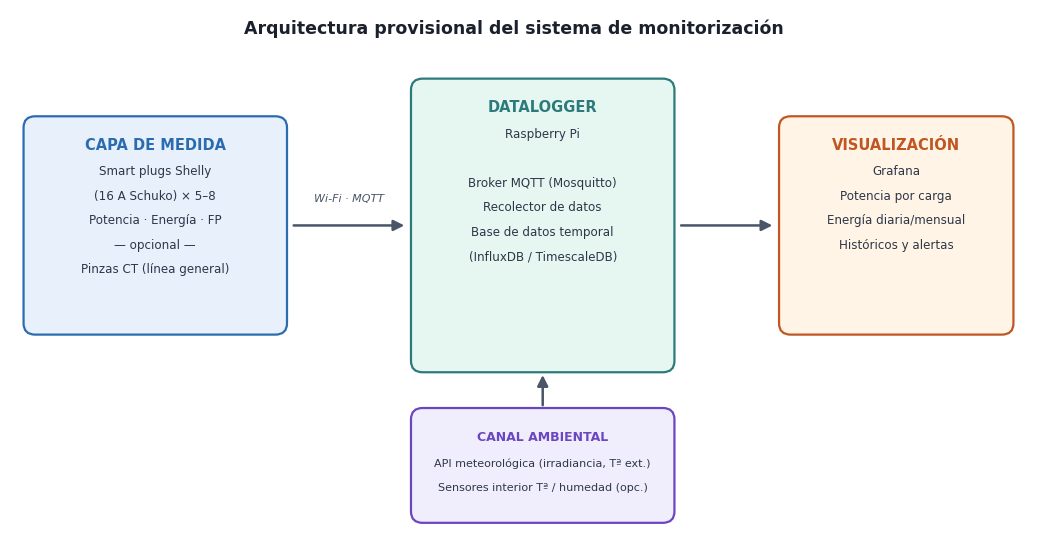 Arquitectura provisional del sistema de monitorización
CAPA DE MEDIDA
Smart plugs Shelly
(16 A Schuko) × 5–8
Potencia · Energía · FP
— opcional —
Pinzas CT (línea general)
Wi-Fi · MQTT
DATALOGGER
Raspberry Pi
Broker MQTT (Mosquitto)
Recolector de datos
Base de datos temporal
(InfluxDB / TimescaleDB)
VISUALIZACIÓN
Grafana
Potencia por carga
Energía diaria/mensual
Históricos y alertas
CANAL AMBIENTAL
API meteorológica (irradiancia, Tª ext.)
Sensores interior Tª / humedad (opc.)